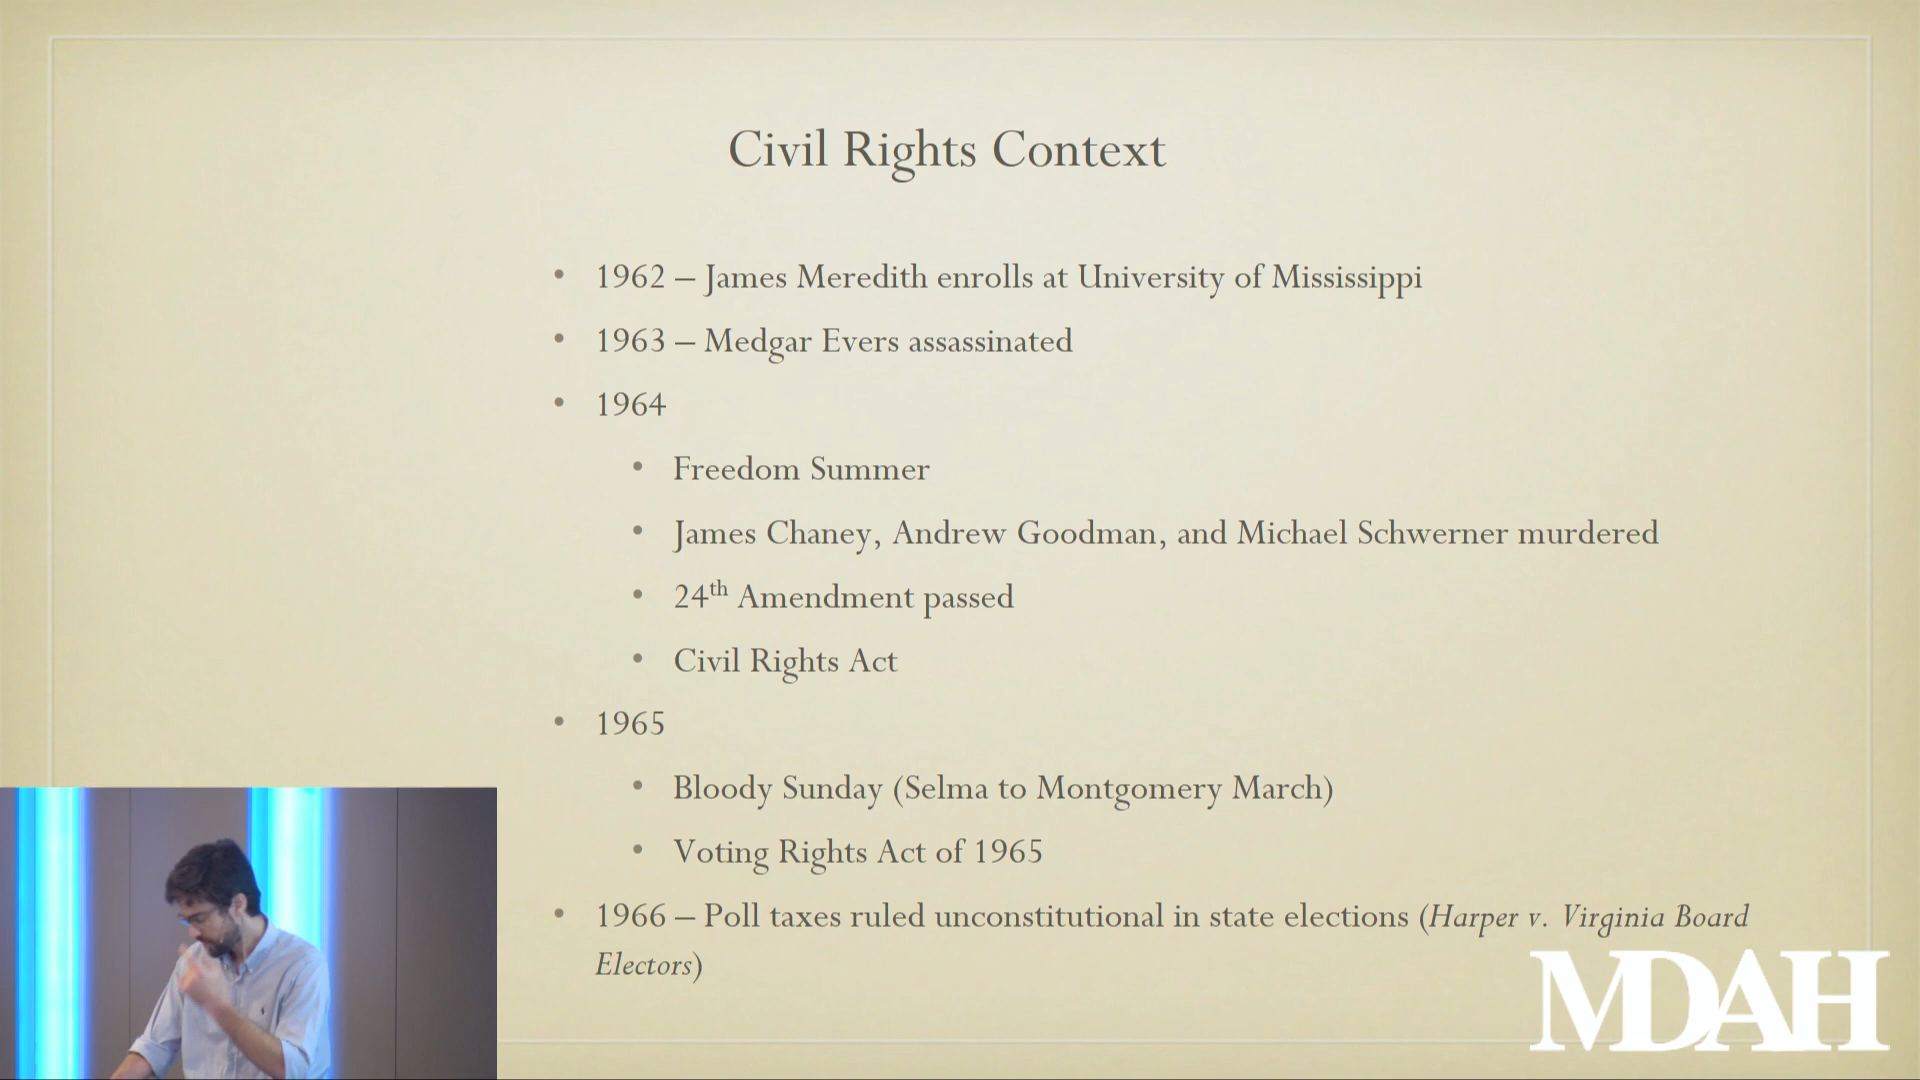 Civil Rights Context
• 1962 – James Meredith enrolls at University of Mississippi
• 1963 – Medgar Evers assassinated
• 1964
• Freedom Summer
• James Chaney, Andrew Goodman, and Michael Schwerner murdered
• 24th Amendment passed
• Civil Rights Act
• 1965
• Bloody Sunday (Selma to Montgomery March)
• Voting Rights Act of 1965
• 1966 – Poll taxes ruled unconstitutional in state elections (Harper v. Virginia Board
Electors)
MDAH